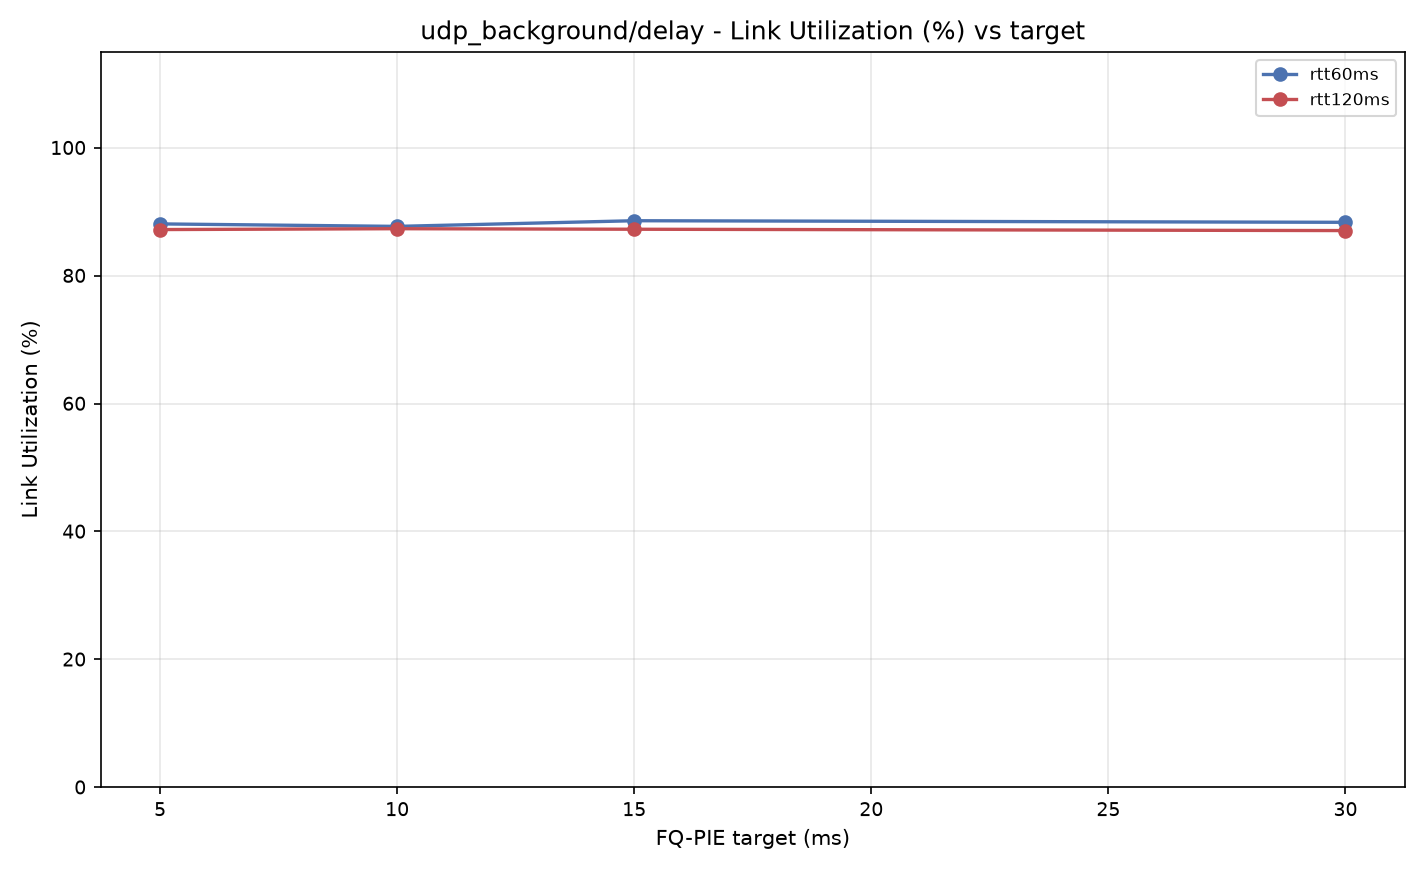 udp_background/delay - Link Utilization (%) vs target
rtt60ms
rtt120ms
100
80
60
40
20
0
Link Utilization (%)
5 10 15 20 25 30
FQ-PIE target (ms)